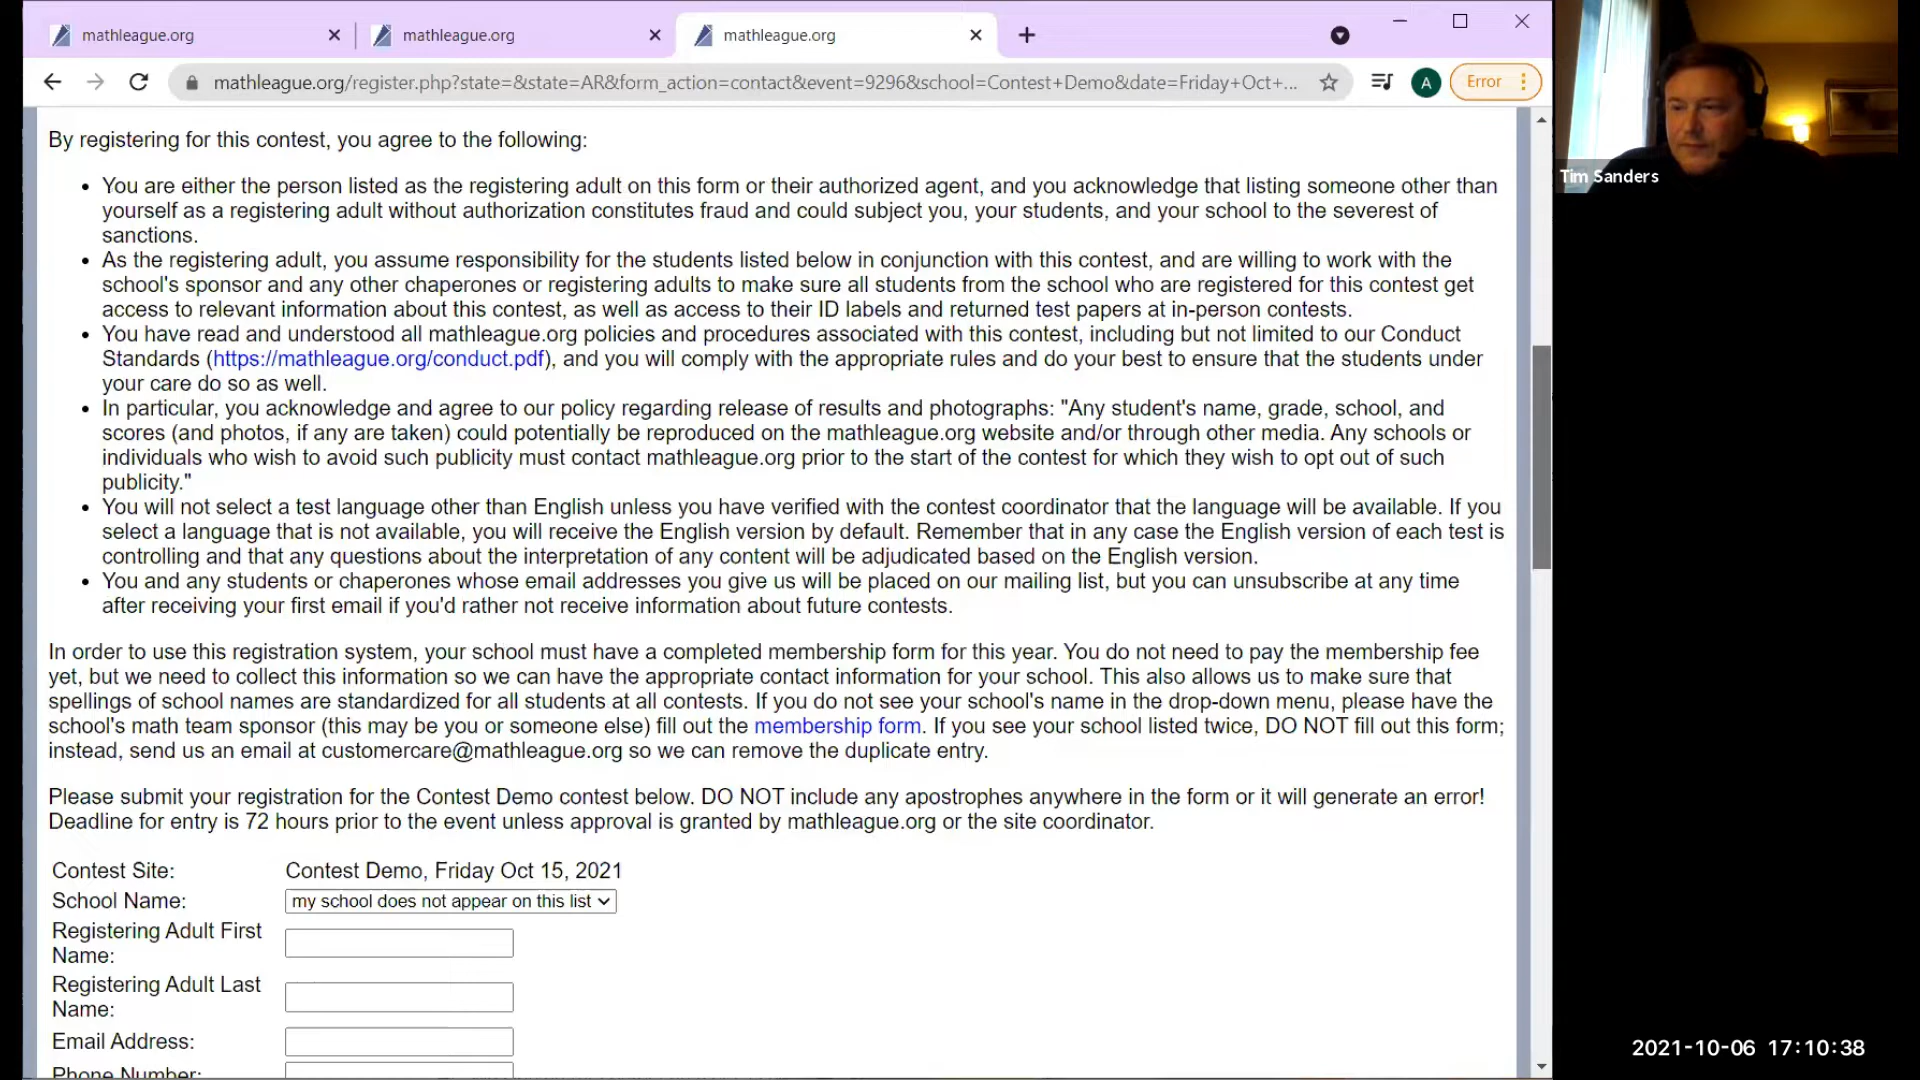 mathleague.org
mathleague.org
mathleague.org
mathleague.org/register.php?state=&state=AR&form_action=contact&event=9296&school=Contest+Demo&date=Friday+Oct+...
A
Error
Tim Sanders
By registering for this contest, you agree to the following:
• You are either the person listed as the registering adult on this form or their authorized agent, and you acknowledge that listing someone other than
yourself as a registering adult without authorization constitutes fraud and could subject you, your students, and your school to the severest of
sanctions.
• As the registering adult, you assume responsibility for the students listed below in conjunction with this contest, and are willing to work with the
school's sponsor and any other chaperones or registering adults to make sure all students from the school who are registered for this contest get
access to relevant information about this contest, as well as access to their ID labels and returned test papers at in-person contests.
• You have read and understood all mathleague.org policies and procedures associated with this contest, including but not limited to our Conduct
Standards (https://mathleague.org/conduct.pdf), and you will comply with the appropriate rules and do your best to ensure that the students under
your care do so as well.
• In particular, you acknowledge and agree to our policy regarding release of results and photographs: "Any student's name, grade, school, and
scores (and photos, if any are taken) could potentially be reproduced on the mathleague.org website and/or through other media. Any schools or
individuals who wish to avoid such publicity must contact mathleague.org prior to the start of the contest for which they wish to opt out of such
publicity."
• You will not select a test language other than English unless you have verified with the contest coordinator that the language will be available. If you
select a language that is not available, you will receive the English version by default. Remember that in any case the English version of each test is
controlling and that any questions about the interpretation of any content will be adjudicated based on the English version.
• You and any students or chaperones whose email addresses you give us will be placed on our mailing list, but you can unsubscribe at any time
after receiving your first email if you'd rather not receive information about future contests.
In order to use this registration system, your school must have a completed membership form for this year. You do not need to pay the membership fee
yet, but we need to collect this information so we can have the appropriate contact information for your school. This also allows us to make sure that
spellings of school names are standardized for all students at all contests. If you do not see your school's name in the drop-down menu, please have the
school's math team sponsor (this may be you or someone else) fill out the membership form. If you see your school listed twice, DO NOT fill out this form;
instead, send us an email at customercare@mathleague.org so we can remove the duplicate entry.
Please submit your registration for the Contest Demo contest below. DO NOT include any apostrophes anywhere in the form or it will generate an error!
Deadline for entry is 72 hours prior to the event unless approval is granted by mathleague.org or the site coordinator.
Contest Site: Contest Demo, Friday Oct 15, 2021
School Name: my school does not appear on this list
Registering Adult First
Name:
Registering Adult Last
Name:
Email Address:
Phone Number:
2021-10-06 17:10:38